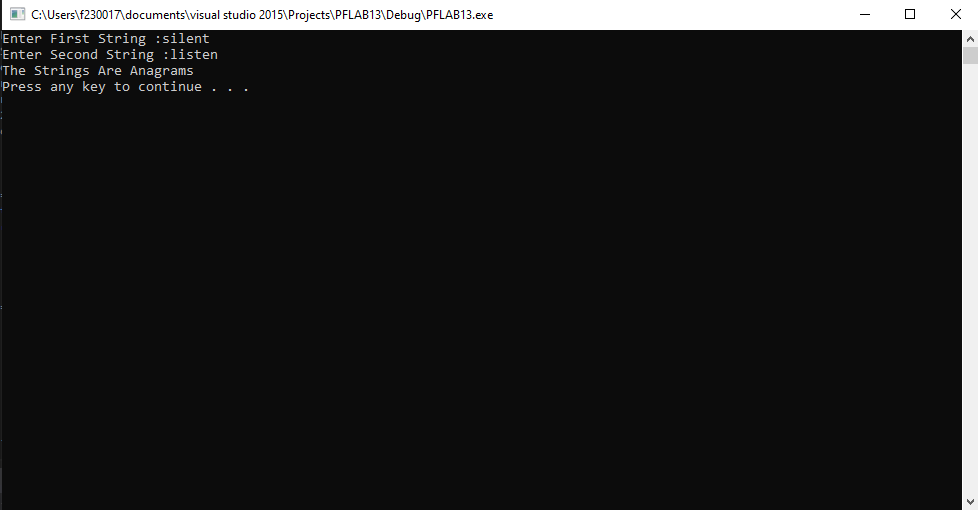 C:\Users\f230017\documents\visual studio 2015\Projects\PFLAB13\Debug\PFLAB13.exe
Enter First String :silent
Enter Second String :listen
The Strings Are Anagrams
Press any key to continue . . .